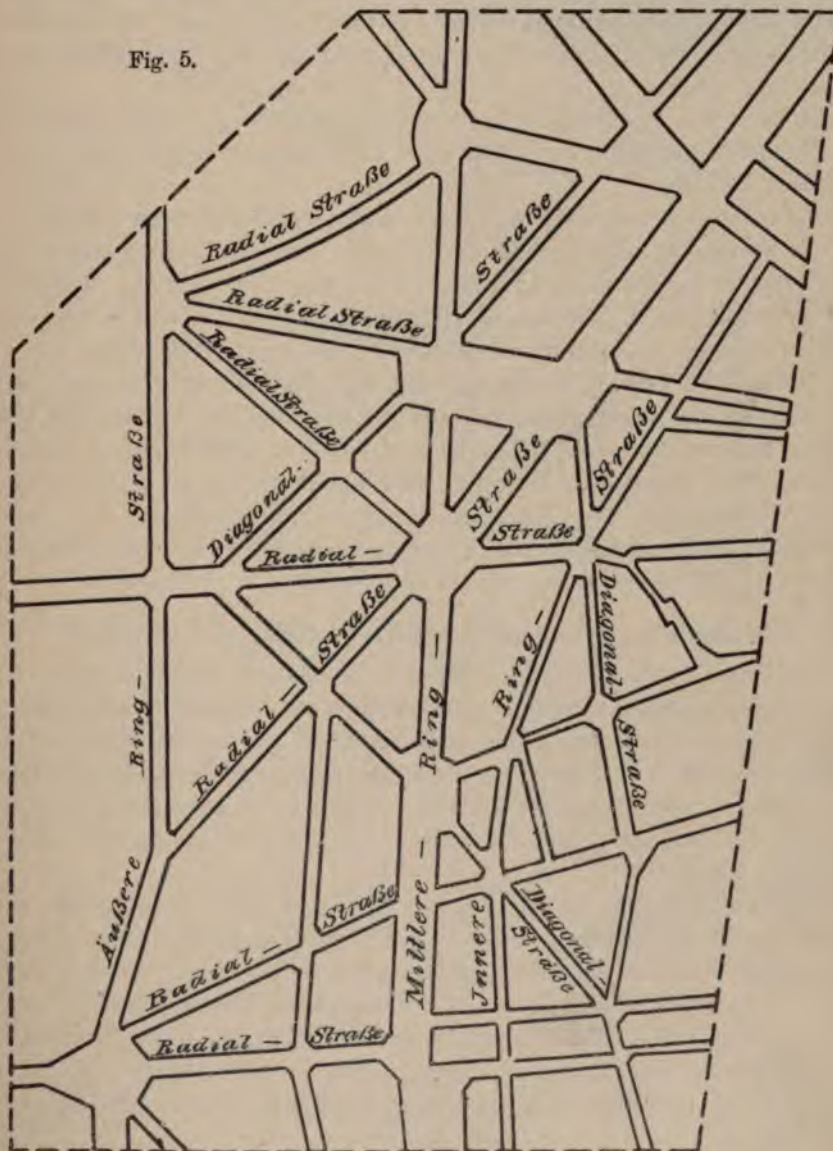 Fig. 5.
Radial Straße
Straße
Radial Straße
Radial Straße
Straße
Straße
Straße
Diagonal-
Straße
Radial-
Straße
Diagonal-
Ring-
Ring-
Ring-
Radial-
Straße
Äußere
Straße
Mittlere-
Innere
Diagonal-
Straße
Radial-
Radial-
Straße